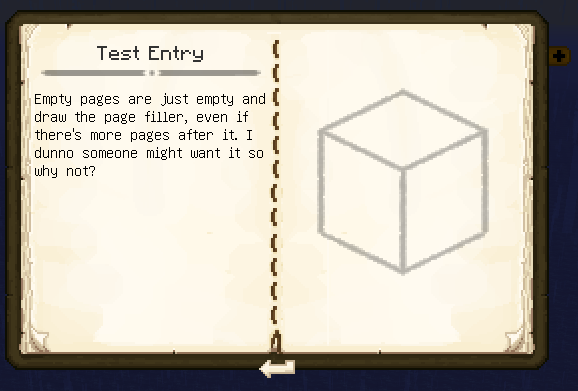 Test Entry
Empty pages are just empty and
draw the page filler, even if
there's more pages after it. I
dunno someone might want it so
why not?